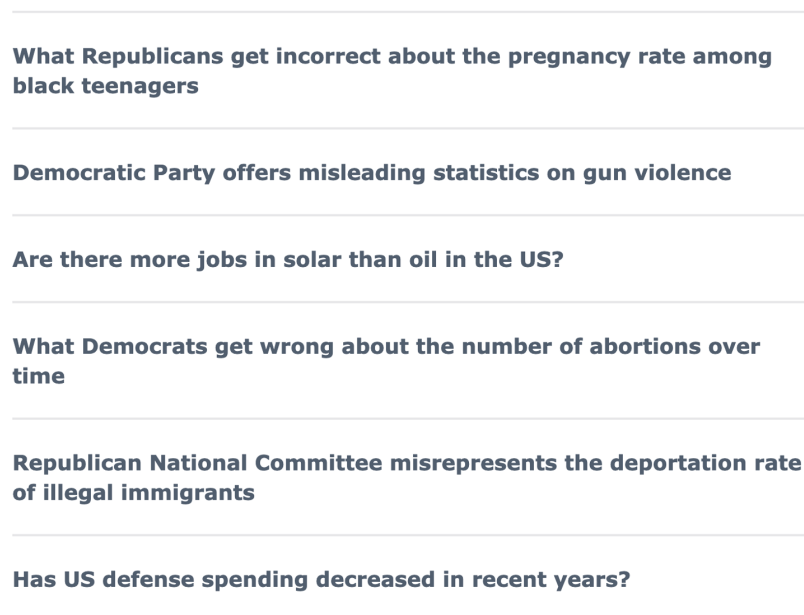 What Republicans get incorrect about the pregnancy rate among
black teenagers
Democratic Party offers misleading statistics on gun violence
Are there more jobs in solar than oil in the US?
What Democrats get wrong about the number of abortions over
time
Republican National Committee misrepresents the deportation rate
of illegal immigrants
Has US defense spending decreased in recent years?